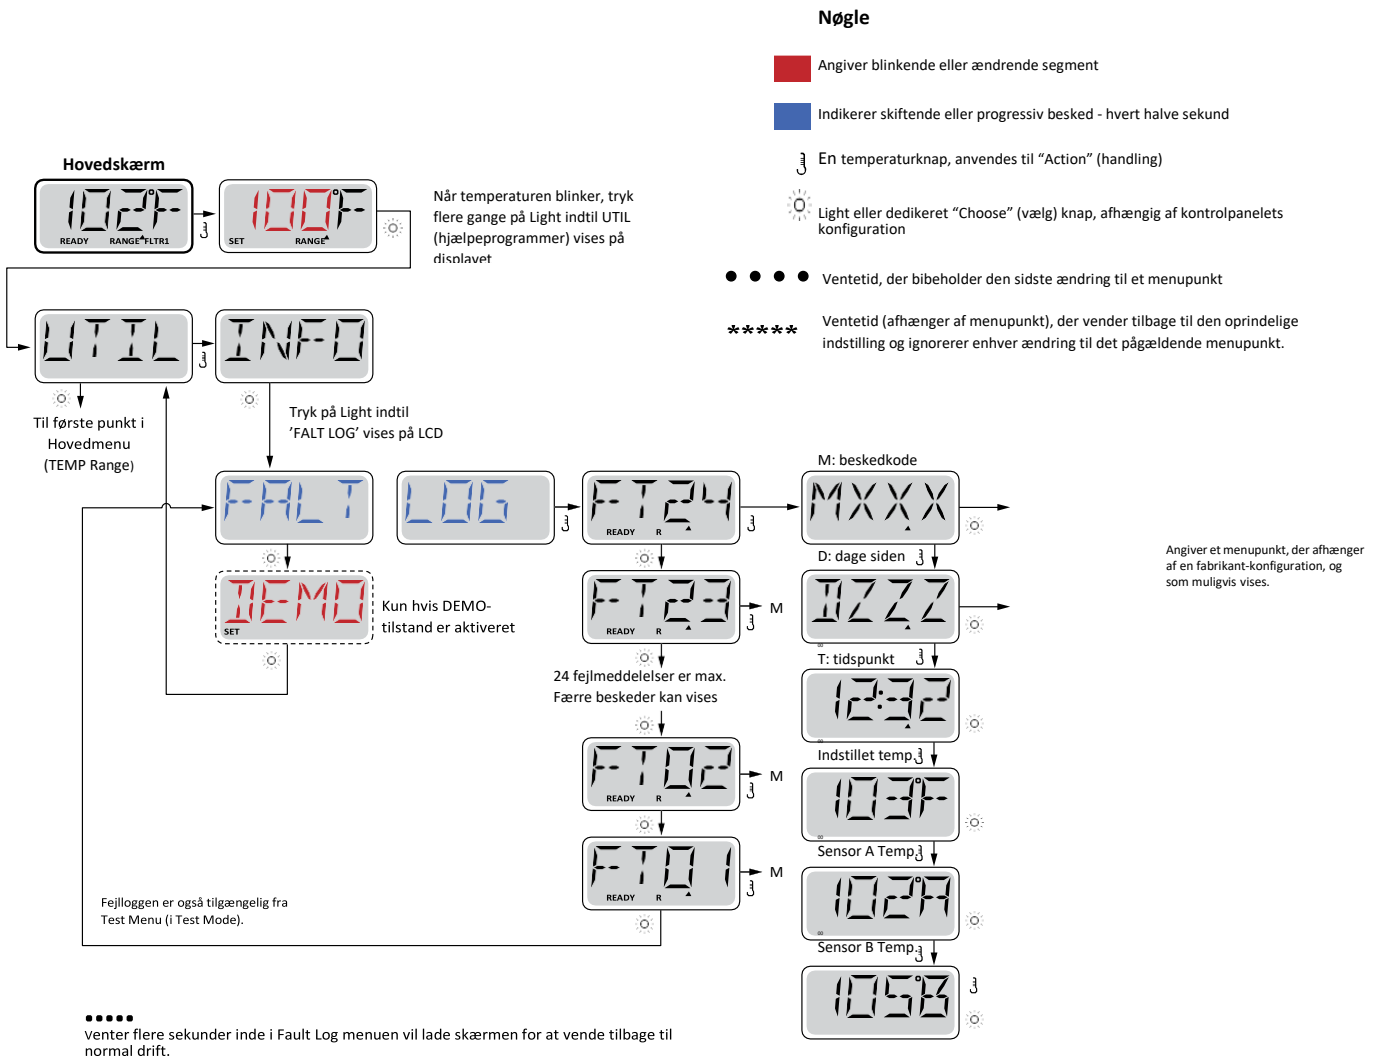 Nøgle
Angiver blinkende eller ændrende segment
Indikerer skiftende eller progressiv besked - hvert halve sekund
En temperaturknap, anvendes til “Action” (handling)
Light eller dedikeret “Choose” (vælg) knap, afhængig af kontrolpanelets
konfiguration
Ventetid, der bibeholder den sidste ændring til et menupunkt
*****
Ventetid (afhænger af menupunkt), der vender tilbage til den oprindelige
indstilling og ignorerer enhver ændring til det pågældende menupunkt.
Hovedskærm
102°F
READY RANGE FLTR1
100°F
SET RANGE
Når temperaturen blinker, tryk
flere gange på Light indtil UTIL
(hjælpeprogrammer) vises på
displayet
UTIL
INFO
Til første punkt i
Hovedmenu
(TEMP Range)
Tryk på Light indtil
’FALT LOG’ vises på LCD
FALT
LOG
FT24
READY R
M: beskedkode
MXXX
DEMO
SET
Kun hvis DEMO-
tilstand er aktiveret
FT23
READY R
M
D: dage siden
DZZZ
Angiver et menupunkt, der afhænger
af en fabrikant-konfiguration, og
som muligvis vises.
24 fejlmeddelelser er max.
Færre beskeder kan vises
T: tidspunkt
12:32
FT02
READY R
M
Indstillet temp.
103°F
FT01
READY R
M
Sensor A Temp.
102°A
Sensor B Temp.
105°B
Fejlloggen er også tilgængelig fra
Test Menu (i Test Mode).
Venter flere sekunder inde i Fault Log menuen vil lade skærmen for at vende tilbage til
normal drift.